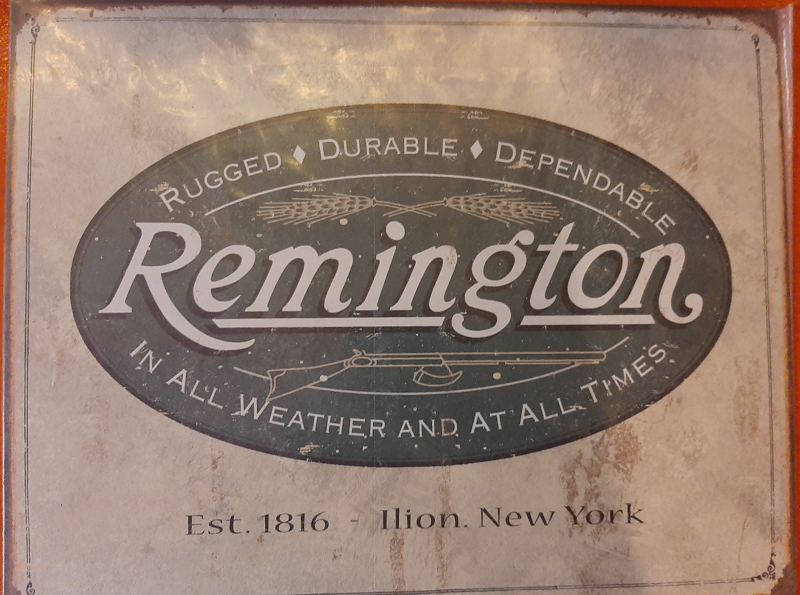 RUGGED ♦ DURABLE ♦ DEPENDABLE
Remington
IN ALL WEATHER AND AT ALL TIMES
Est. 1816 - Ilion. New York